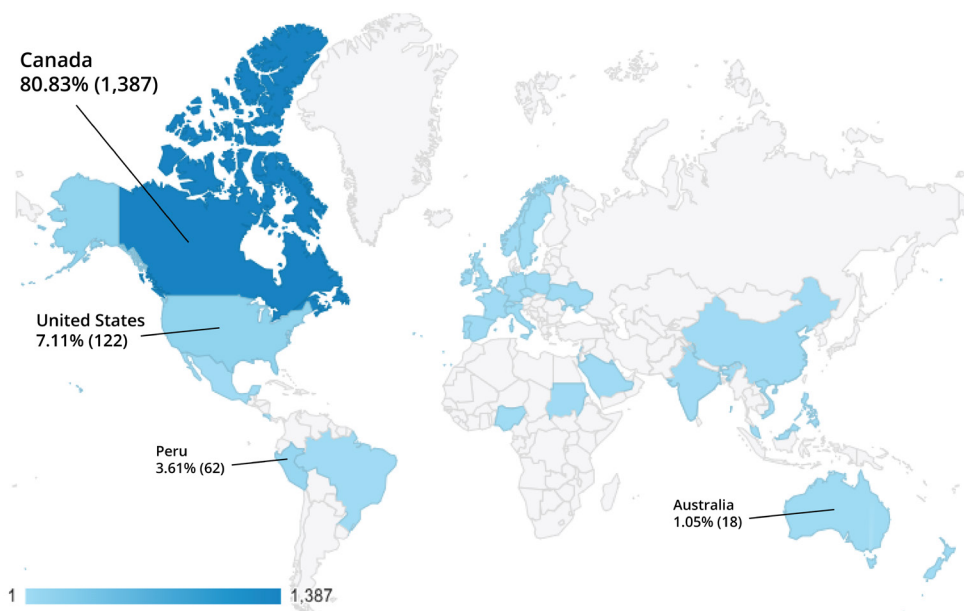 Canada
80.83% (1,387)
United States
7.11% (122)
Peru
3.61% (62)
Australia
1.05% (18)
1
1,387